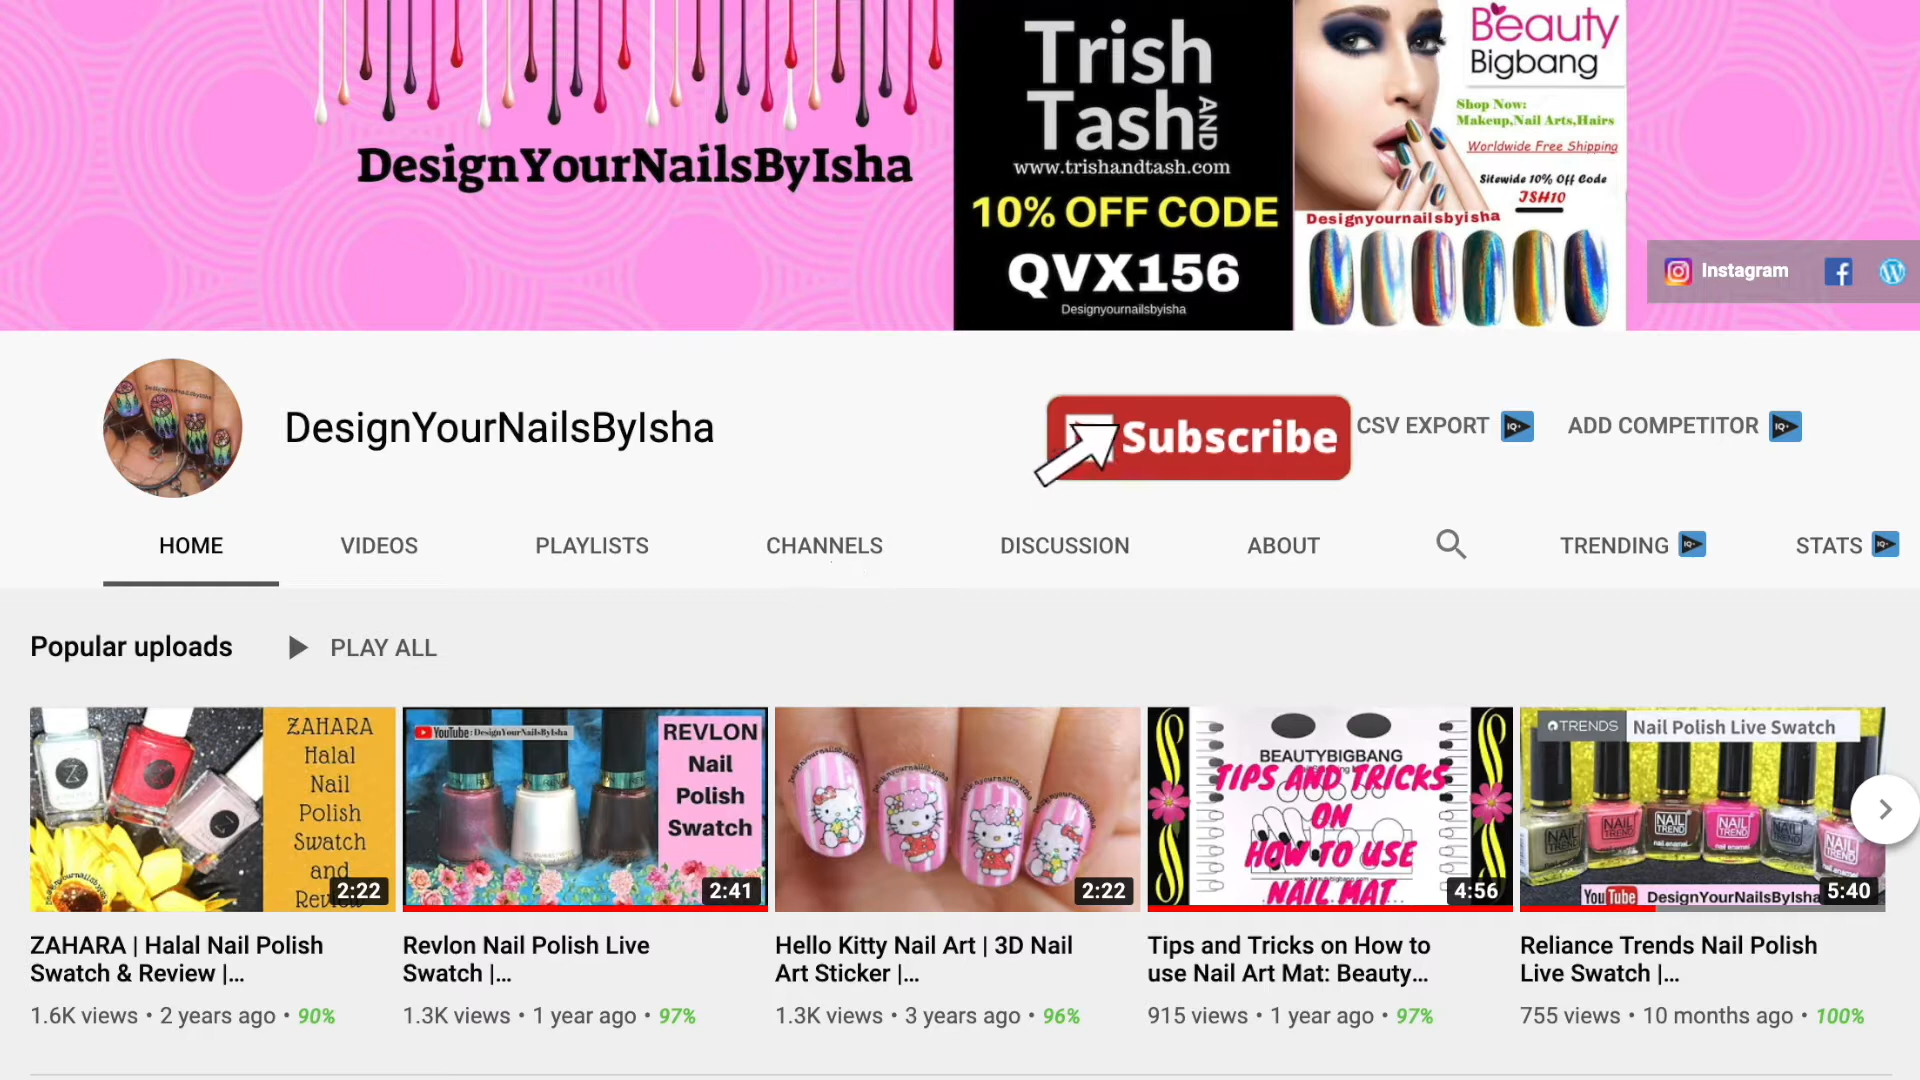 Trish
Tash AND
www.trishandtash.com
10% OFF CODE
QVX156
Designyournailsbyisha
Beauty
Bigbang
Shop Now:
Makeup,Nail Arts,Hairs
Worldwide Free Shipping
Sitewide 10% Off Code
ISH10
Designyournailsbyisha
DesignYourNailsByIsha
Instagram
DesignYourNailsByIsha
Subscribe
CSV EXPORT
ADD COMPETITOR
HOME
VIDEOS
PLAYLISTS
CHANNELS
DISCUSSION
ABOUT
TRENDING
STATS
Popular uploads
PLAY ALL
ZAHARA
Halal
Nail
Polish
Swatch
and
Review
2:22
YouTube: DesignYourNailsByIsha
REVLON
Nail
Polish
Swatch
2:41
2:22
BEAUTYBIGBANG
TIPS AND TRICKS
ON
HOW TO USE
NAIL MAT
4:56
TRENDS
Nail Polish Live Swatch
NAIL TREND
YouTube DesignYourNailsByIsha
5:40
ZAHARA | Halal Nail Polish
Swatch & Review |...
1.6K views • 2 years ago • 90%
Revlon Nail Polish Live
Swatch |...
1.3K views • 1 year ago • 97%
Hello Kitty Nail Art | 3D Nail
Art Sticker |...
1.3K views • 3 years ago • 96%
Tips and Tricks on How to
use Nail Art Mat: Beauty...
915 views • 1 year ago • 97%
Reliance Trends Nail Polish
Live Swatch |...
755 views • 10 months ago • 100%